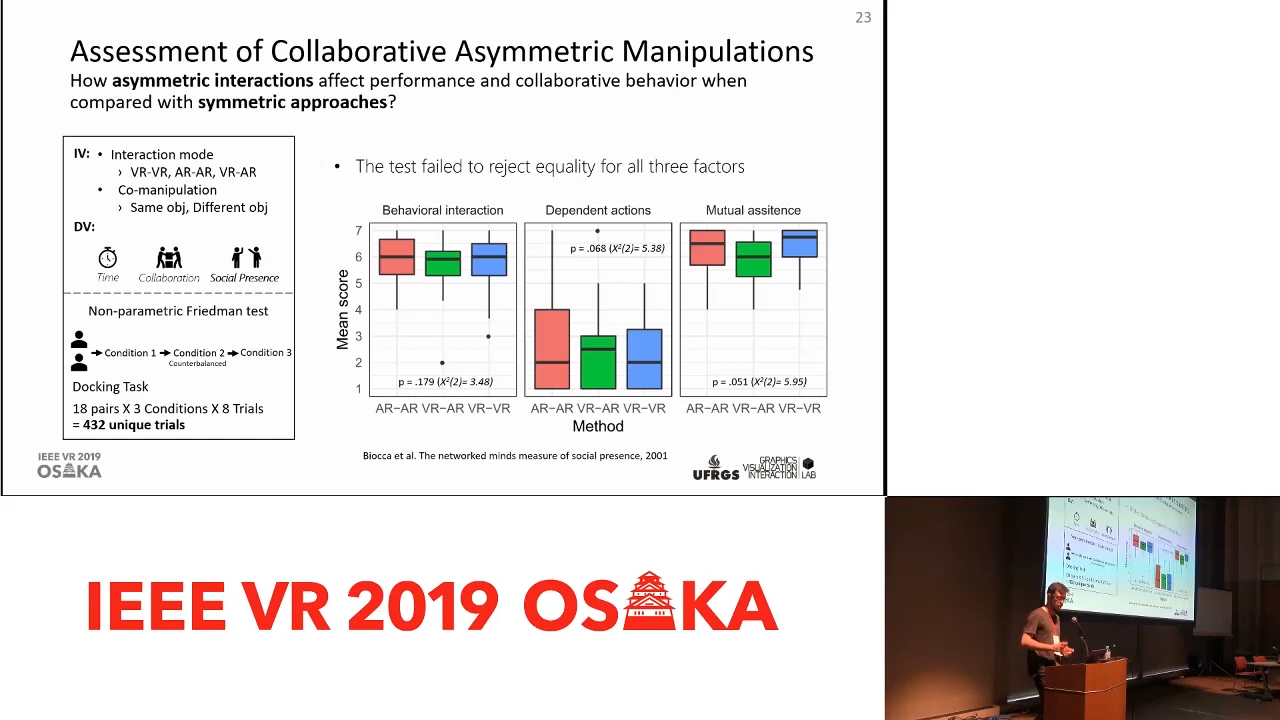 23
Assessment of Collaborative Asymmetric Manipulations
How asymmetric interactions affect performance and collaborative behavior when
compared with symmetric approaches?
IV: • Interaction mode
› VR-VR, AR-AR, VR-AR
• Co-manipulation
› Same obj, Different obj
DV:
Time Collaboration Social Presence
Non-parametric Friedman test
Condition 1 Condition 2 Condition 3
Counterbalanced
Docking Task
18 pairs X 3 Conditions X 8 Trials
= 432 unique trials
• The test failed to reject equality for all three factors
Behavioral interaction Dependent actions Mutual assitence
Mean score
7
6
5
4
3
2
1
p = .179 (X²(2)= 3.48)
p = .068 (X²(2)= 5.38)
p = .051 (X²(2)= 5.95)
AR-AR VR-AR VR-VR AR-AR VR-AR VR-VR AR-AR VR-AR VR-VR
Method
Biocca et al. The networked minds measure of social presence, 2001
IEEE VR 2019
OSAKA
UFRGS
GRAPHICS
VISUALIZATION
INTERACTION LAB
IEEE VR 2019 OSAKA